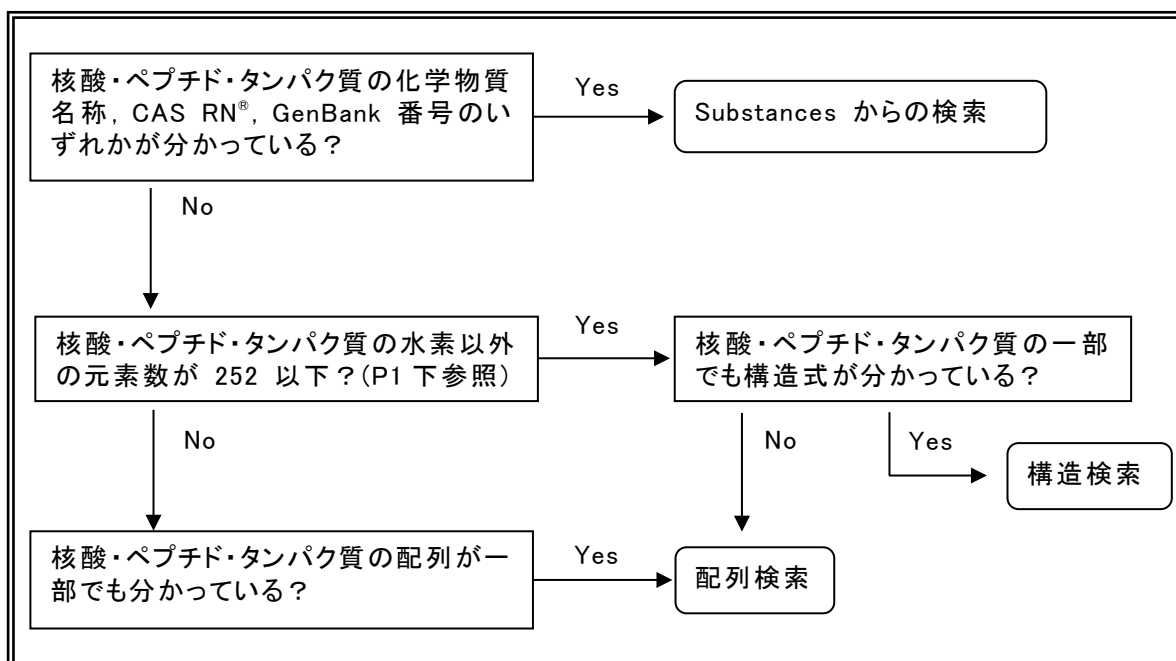 核酸・ペプチド・タンパク質の化学物質
名称, CAS RN®, GenBank 番号のい
ずれかが分かっている？
Yes
Substances からの検索
No
核酸・ペプチド・タンパク質の水素以外
の元素数が 252 以下？(P1 下参照)
Yes
核酸・ペプチド・タンパク質の一部
でも構造式が分かっている？
No
No
Yes
構造検索
核酸・ペプチド・タンパク質の配列が一
部でも分かっている？
Yes
配列検索